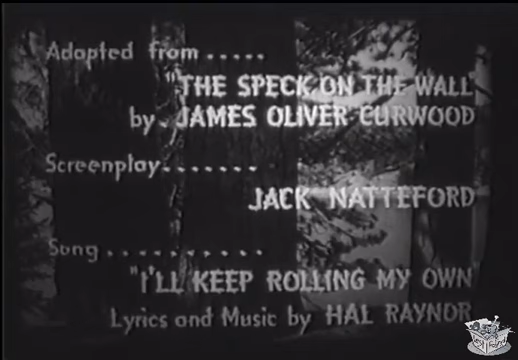 Adapted from.....
"THE SPECK ON THE WALL"
by JAMES OLIVER CURWOOD
Screenplay.......
JACK NATTEFORD
Song...........
"I'LL KEEP ROLLING MY OWN"
Lyrics and Music by HAL RAYNOR